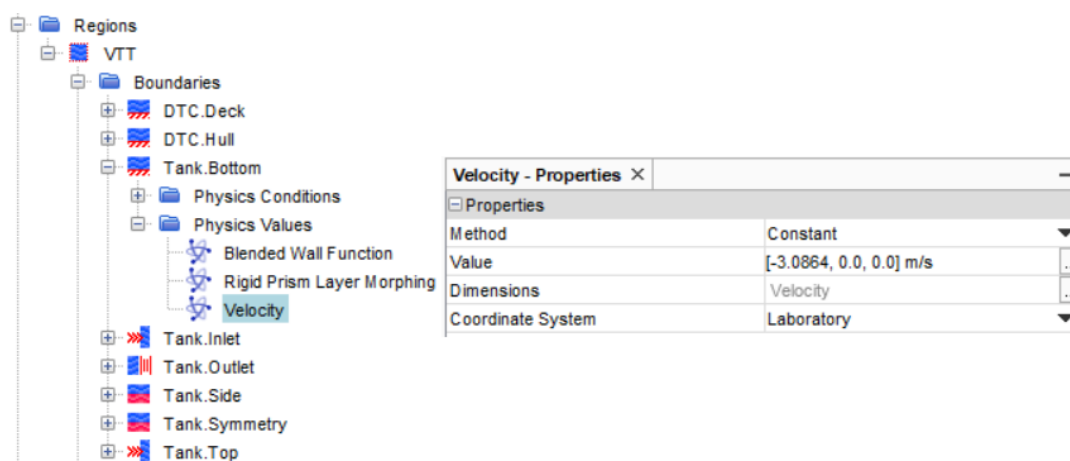 Regions
VTT
Boundaries
DTC.Deck
DTC.Hull
Tank.Bottom
Physics Conditions
Physics Values
Blended Wall Function
Rigid Prism Layer Morphing
Velocity
Tank.Inlet
Tank.Outlet
Tank.Side
Tank.Symmetry
Tank.Top
Velocity - Properties ×
Properties
Method Constant
Value [-3.0864, 0.0, 0.0] m/s
Dimensions Velocity
Coordinate System Laboratory